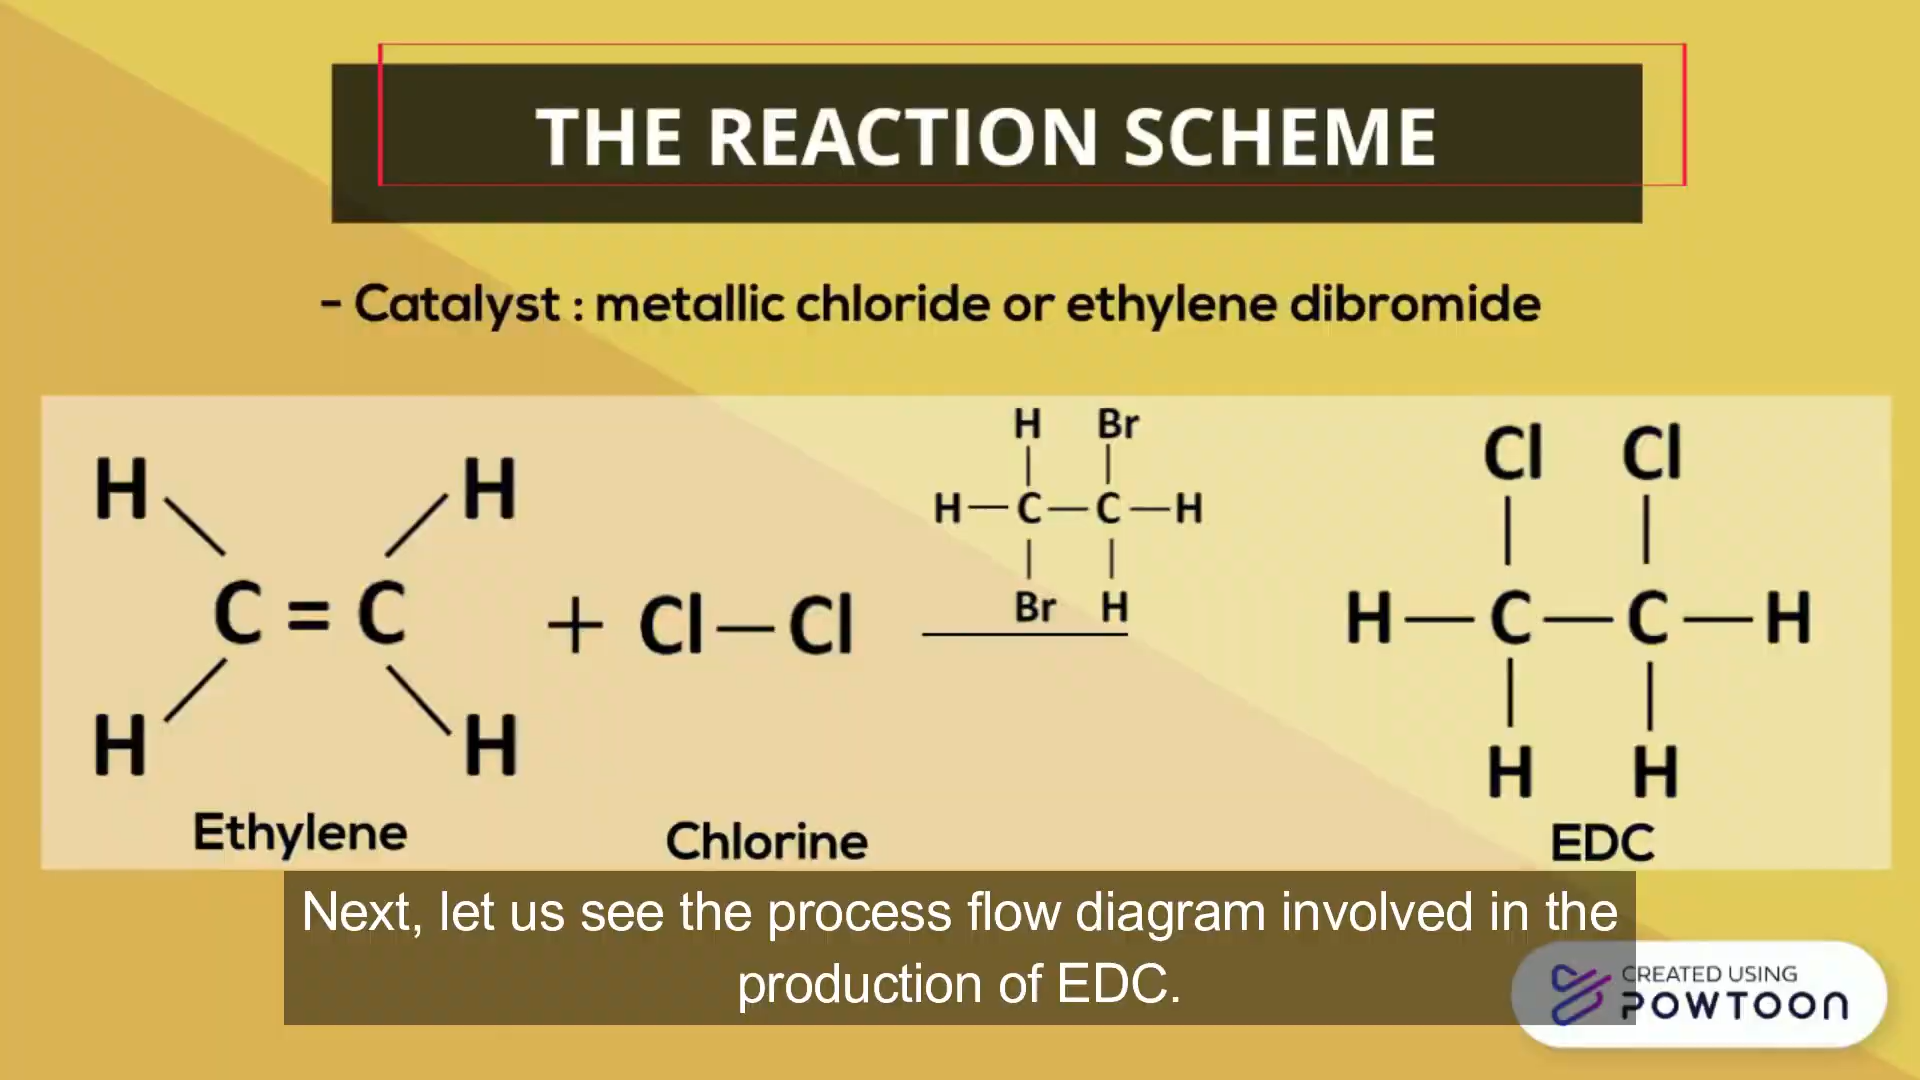 THE REACTION SCHEME
- Catalyst : metallic chloride or ethylene dibromide
H Br
H—C—C—H
Br H
H H
C = C
H H
+ Cl—Cl
Cl Cl
H—C—C—H
H H
Ethylene
Chlorine
EDC
Next, let us see the process flow diagram involved in the
production of EDC.
CREATED USING
POWTOON